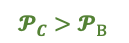 𝓟_C > 𝒫_B